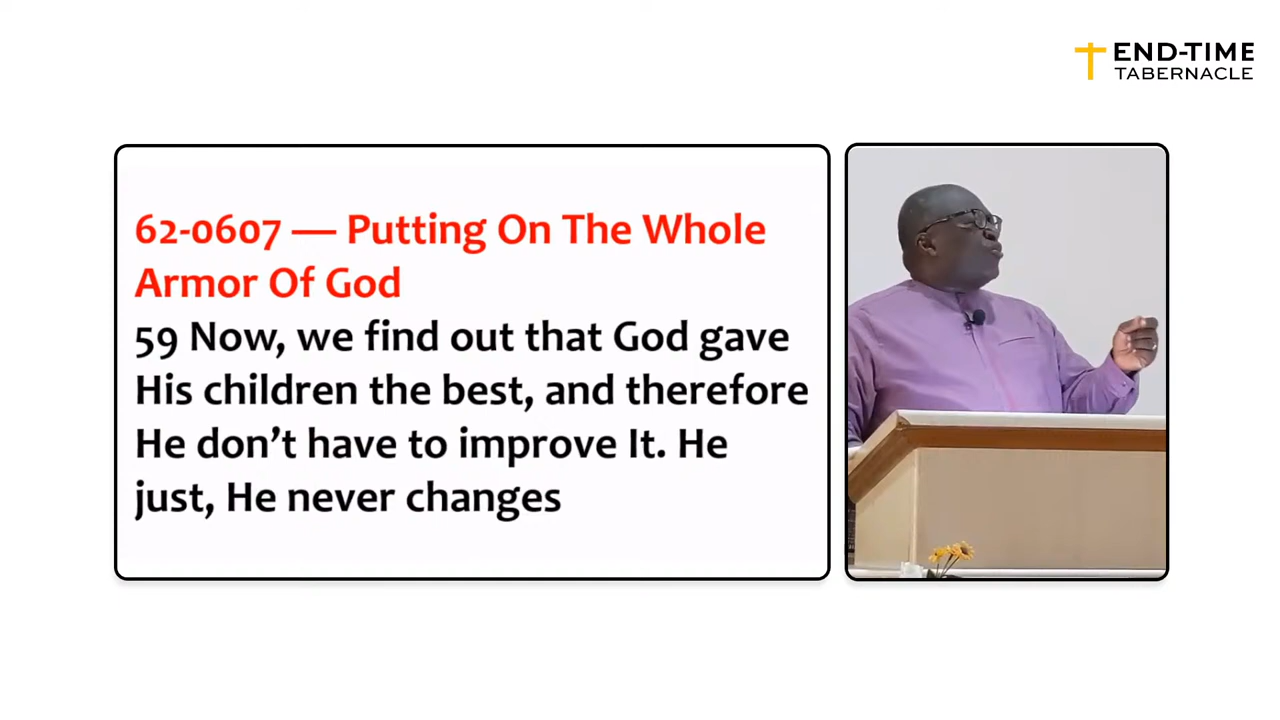 END-TIME
TABERNACLE
62-0607 — Putting On The Whole
Armor Of God
59 Now, we find out that God gave
His children the best, and therefore
He don’t have to improve It. He
just, He never changes